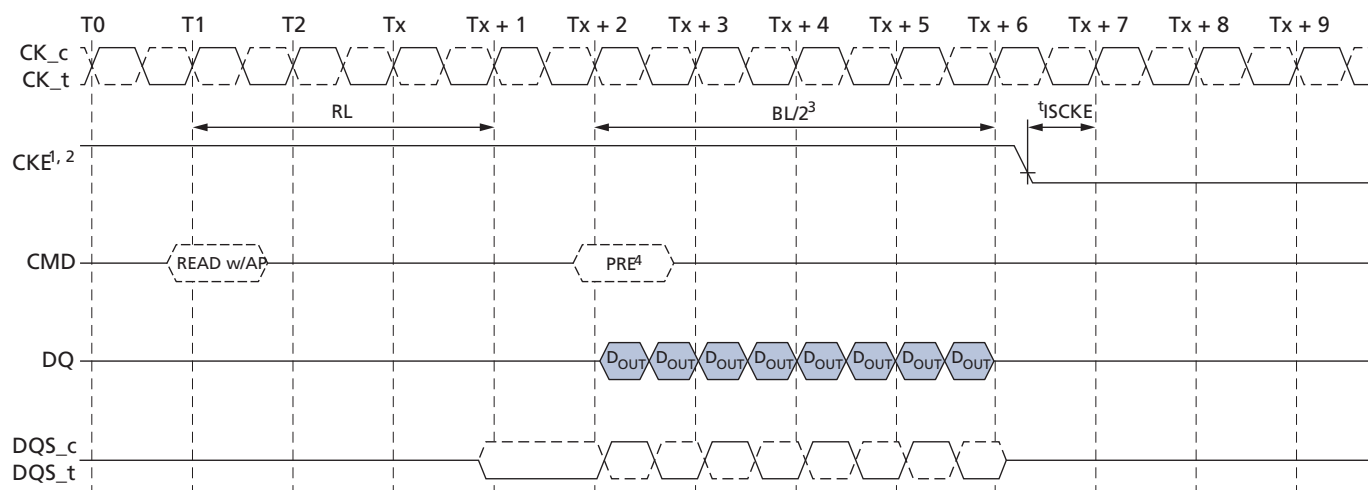 T0 T1 T2 Tx Tx + 1 Tx + 2 Tx + 3 Tx + 4 Tx + 5 Tx + 6 Tx + 7 Tx + 8 Tx + 9
CK_c
CK_t
RL BL/2³ ᵗISCKE
CKE¹, ²
CMD READ w/AP PRE⁴
DQ DOUT DOUT DOUT DOUT DOUT DOUT DOUT DOUT
DQS_c
DQS_t